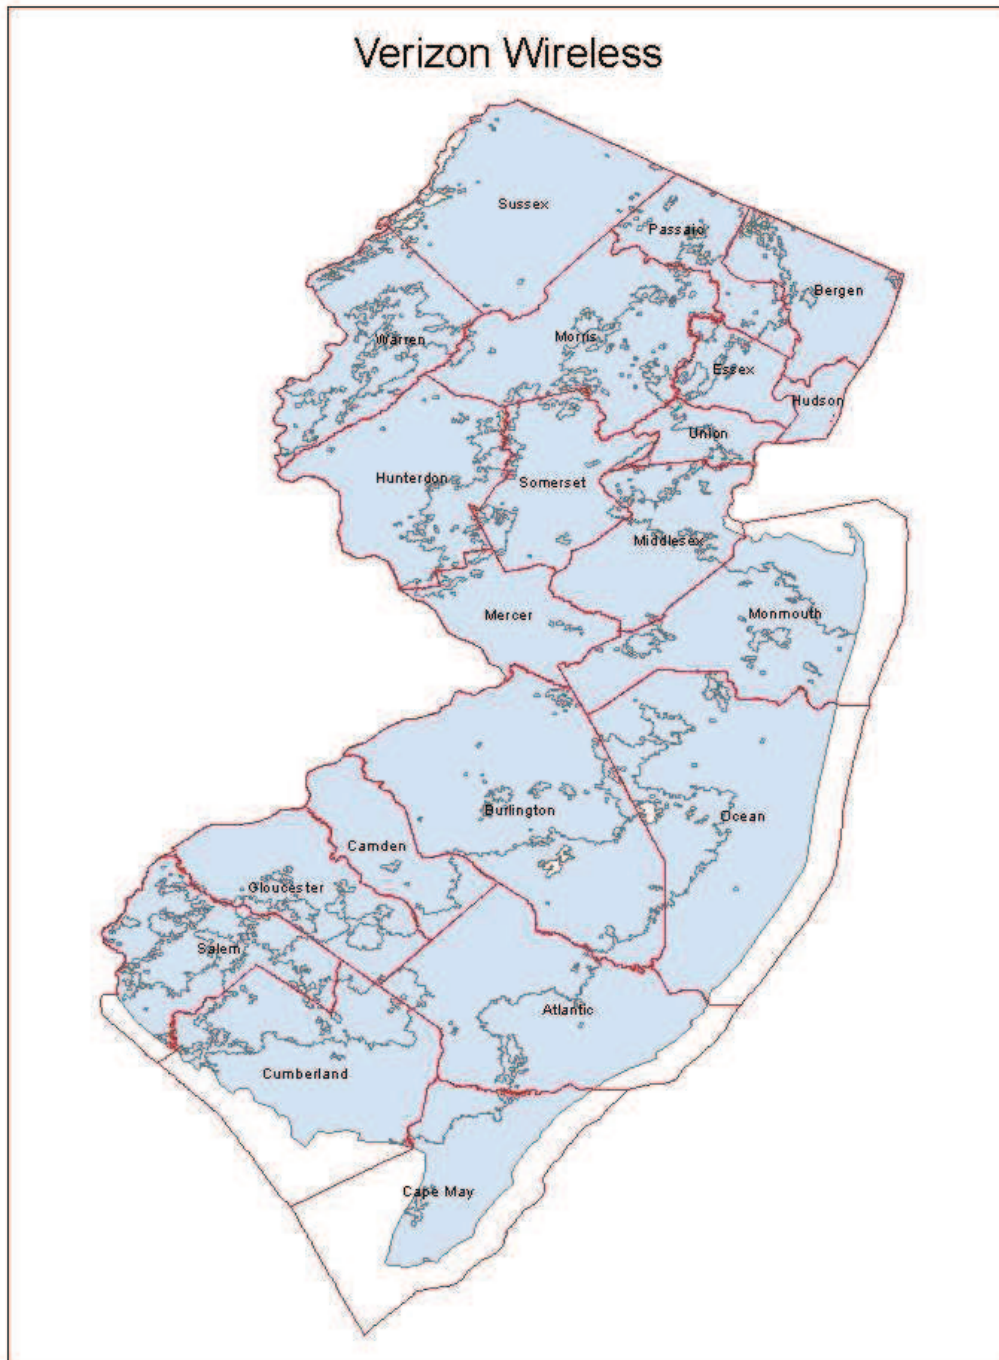 Verizon Wireless
Sussex
Passaic
Bergen
Warren
Morris
Essex
Hudson
Union
Hunterdon
Somerset
Middlesex
Mercer
Monmouth
Burlington
Ocean
Camden
Gloucester
Salem
Atlantic
Cumberland
Cape May